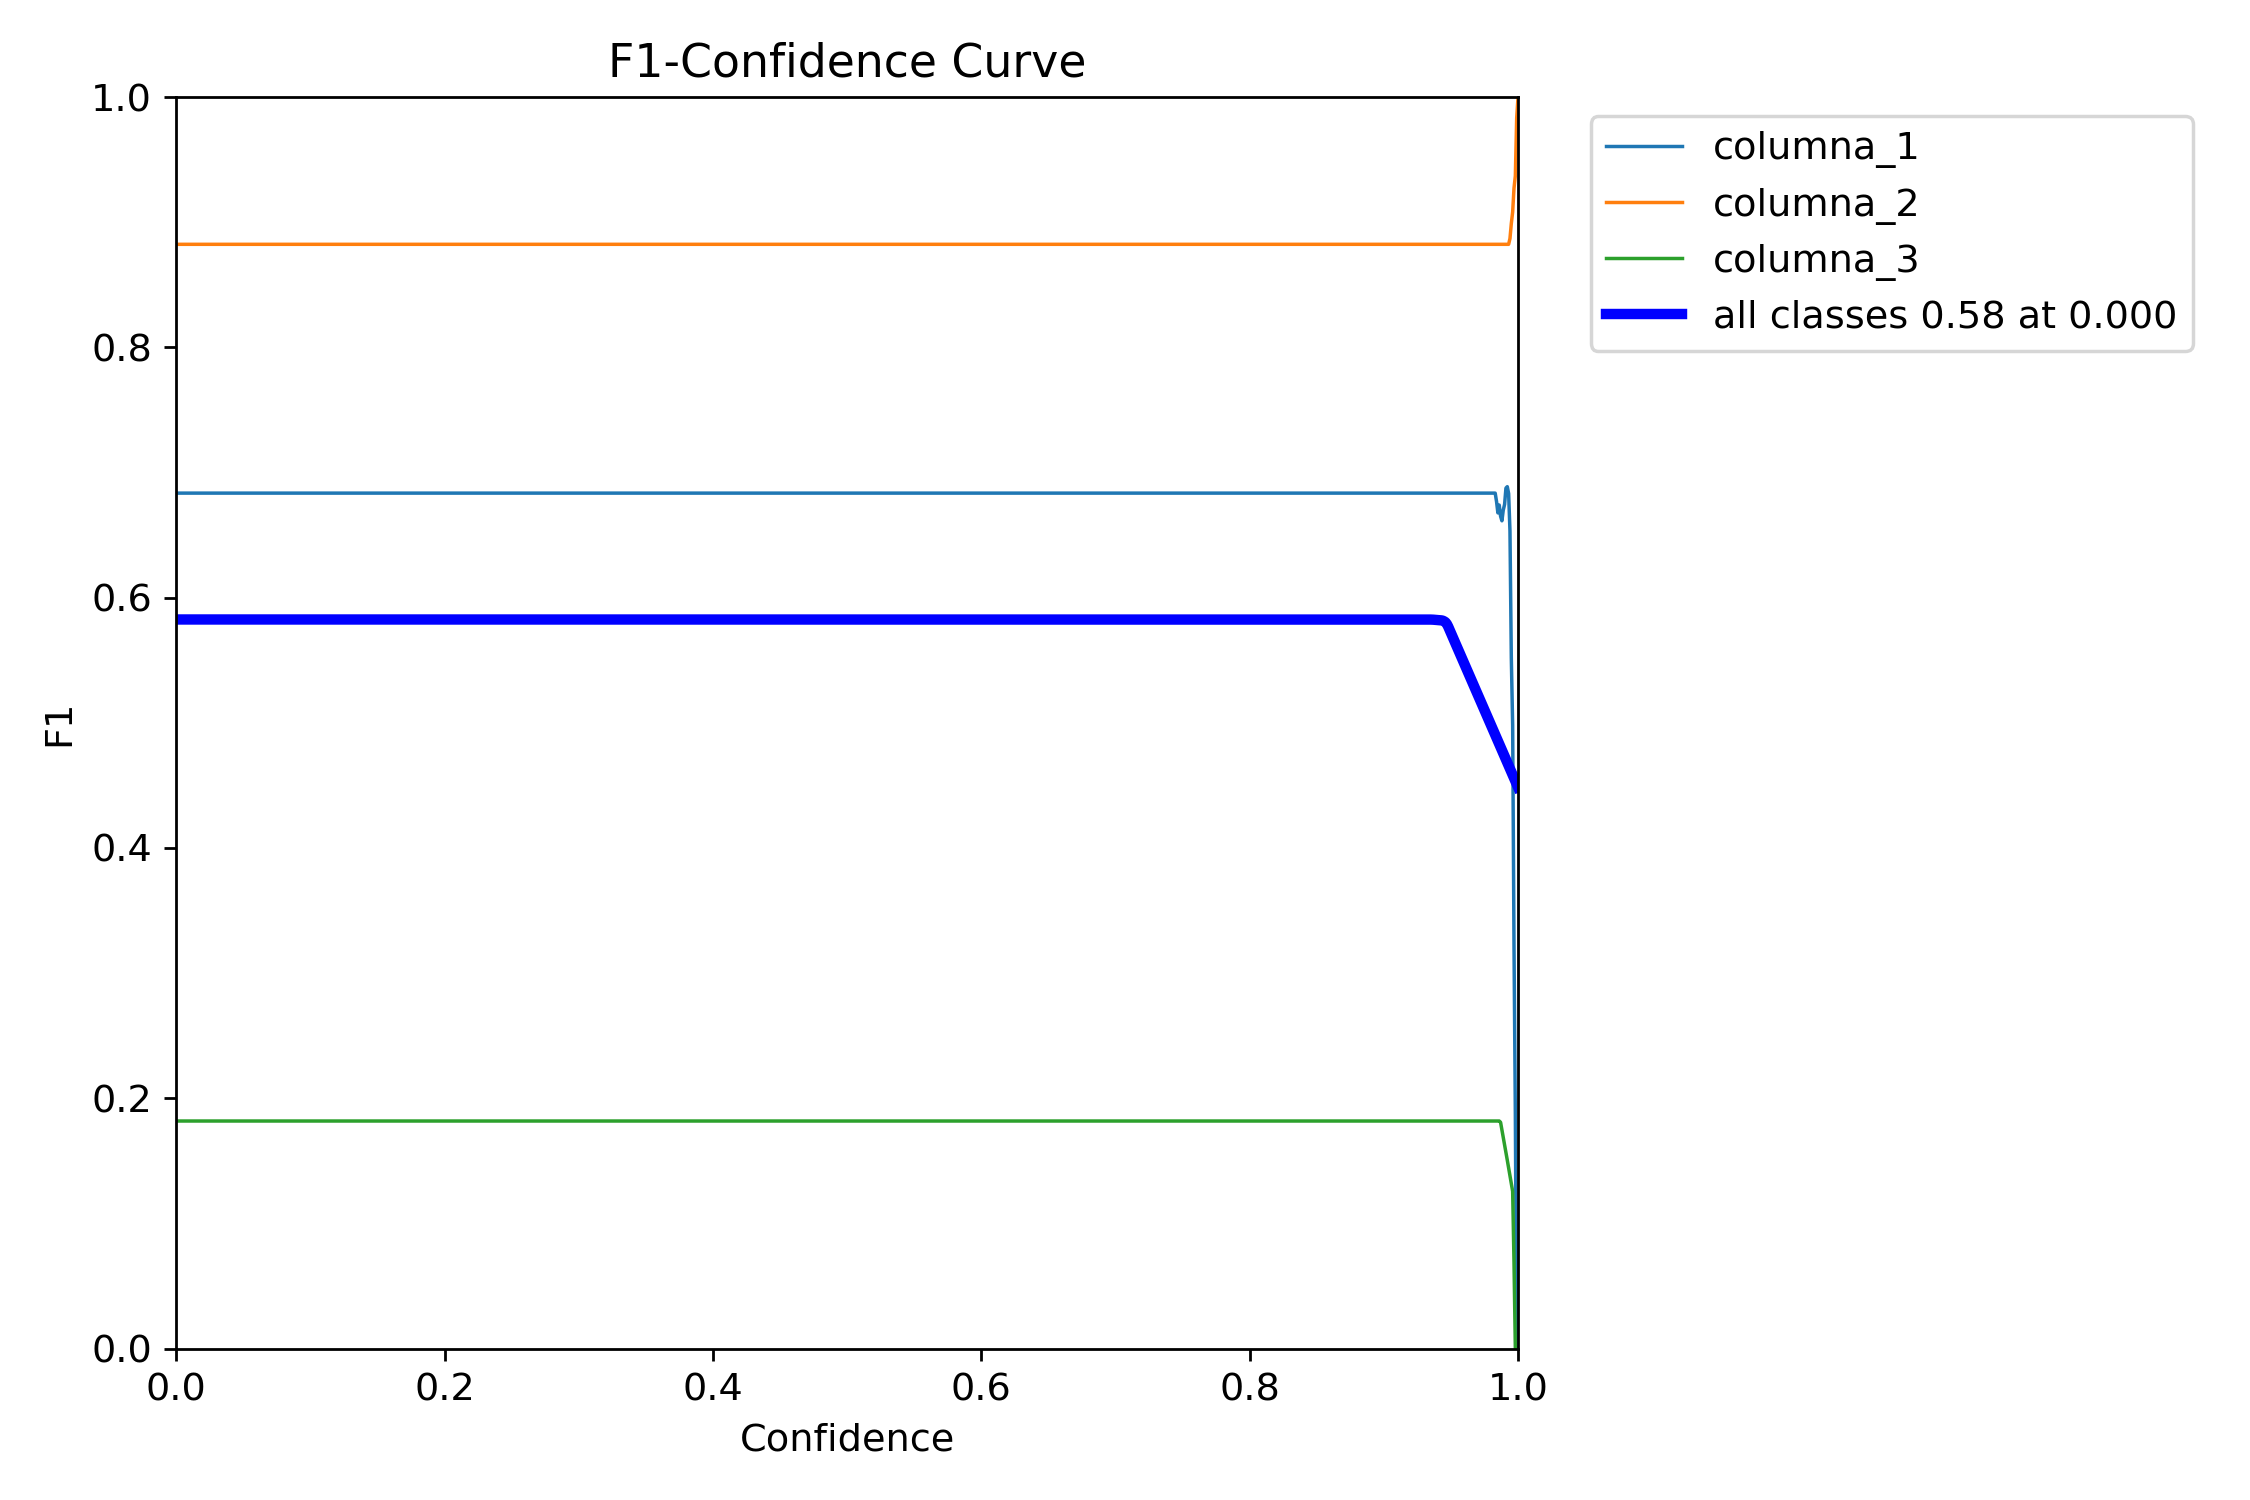 F1-Confidence Curve
1.0
0.8
0.6
0.4
0.2
0.0
F1
0.0 0.2 0.4 0.6 0.8 1.0
Confidence
columna_1
columna_2
columna_3
all classes 0.58 at 0.000